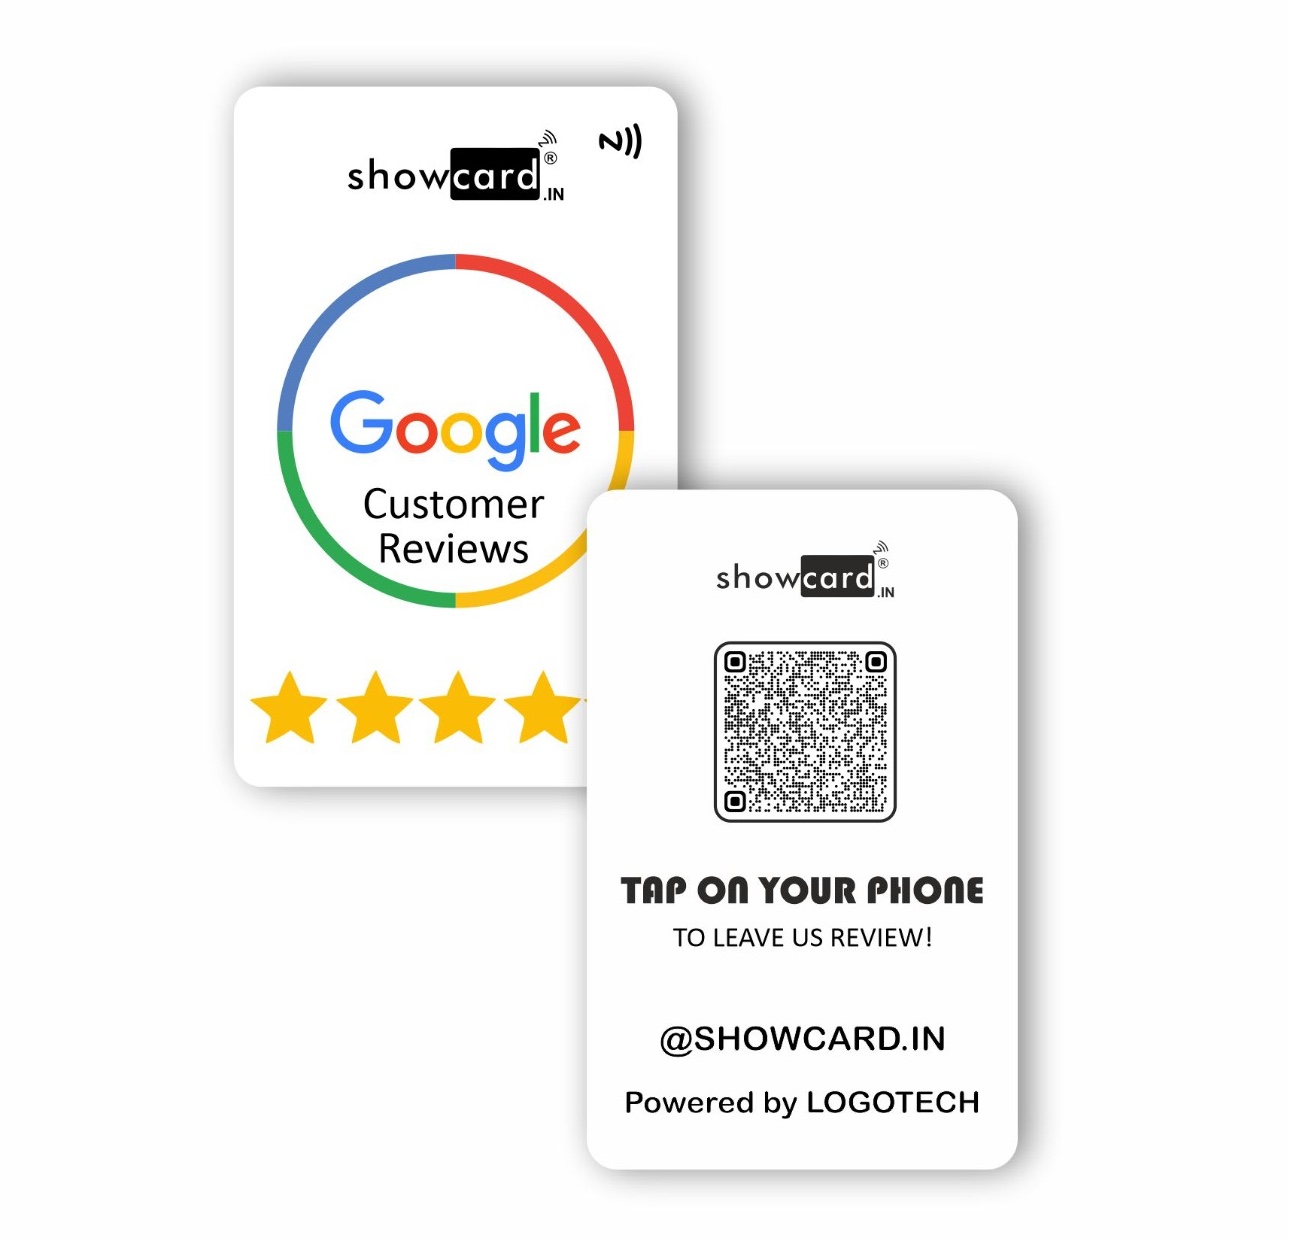 showcard®
.IN
Google
Customer
Reviews
showcard®
.IN
TAP ON YOUR PHONE
TO LEAVE US REVIEW!
@SHOWCARD.IN
Powered by LOGOTECH